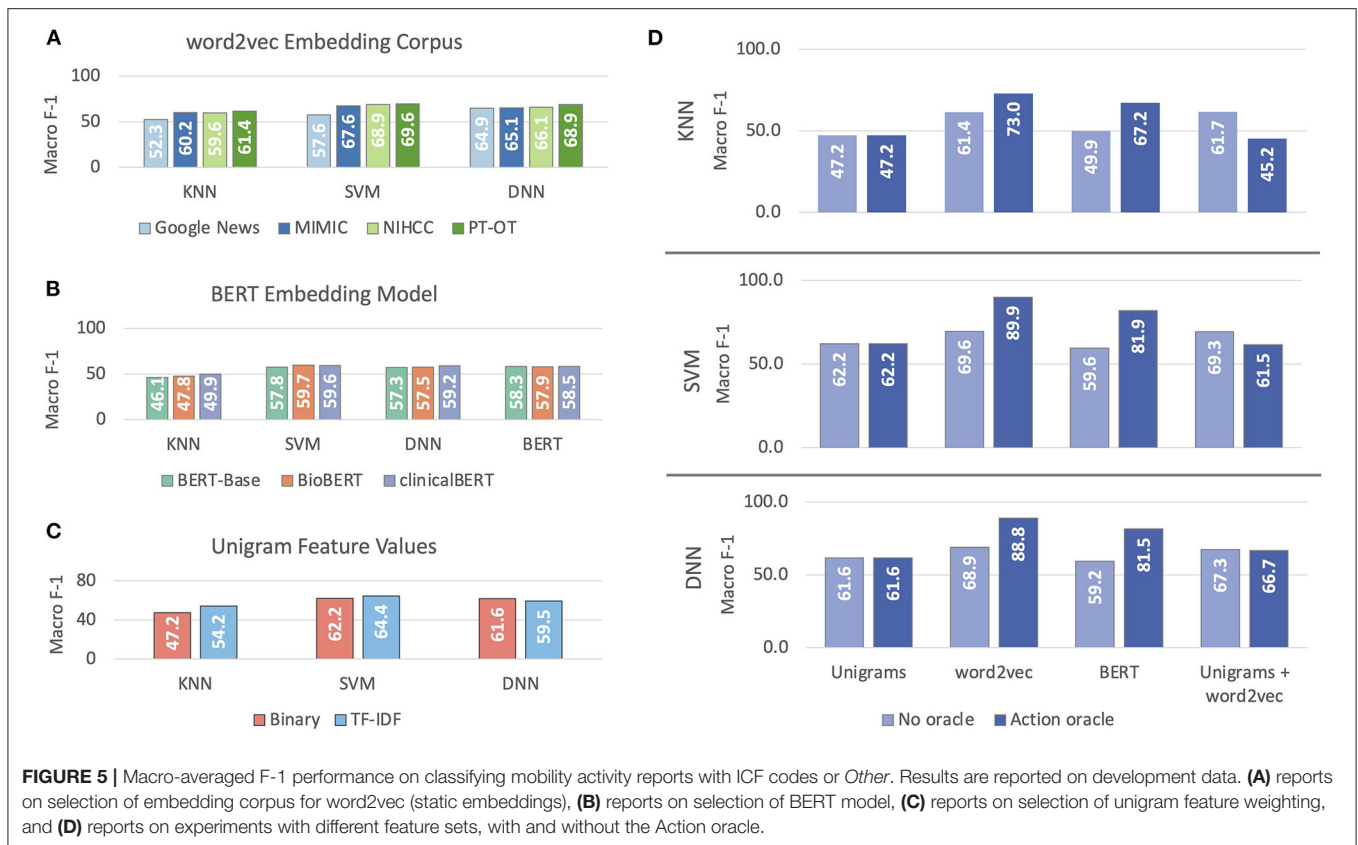 A
word2vec Embedding Corpus
Macro F-1
100
50
0
52.3 60.2 59.6 61.4
57.6 67.6 68.9 69.6
64.9 65.1 66.1 68.9
KNN SVM DNN
Google News MIMIC NIHCC PT-OT
B
BERT Embedding Model
Macro F-1
100
50
0
46.1 47.8 49.9
57.8 59.7 59.6
57.3 57.5 59.2
58.3 57.9 58.5
KNN SVM DNN BERT
BERT-Base BioBERT clinicalBERT
C
Unigram Feature Values
Macro F-1
80
40
0
47.2 54.2
62.2 64.4
61.6 59.5
KNN SVM DNN
Binary TF-IDF
D
KNN
Macro F-1
100.0
50.0
0.0
47.2 47.2
61.4 73.0
49.9 67.2
61.7 45.2
SVM
Macro F-1
100.0
50.0
0.0
62.2 62.2
69.6 89.9
59.6 81.9
69.3 61.5
DNN
Macro F-1
100.0
50.0
0.0
61.6 61.6
68.9 88.8
59.2 81.5
67.3 66.7
Unigrams word2vec BERT Unigrams +
word2vec
No oracle Action oracle
FIGURE 5 | Macro-averaged F-1 performance on classifying mobility activity reports with ICF codes or Other. Results are reported on development data. (A) reports
on selection of embedding corpus for word2vec (static embeddings), (B) reports on selection of BERT model, (C) reports on selection of unigram feature weighting,
and (D) reports on experiments with different feature sets, with and without the Action oracle.